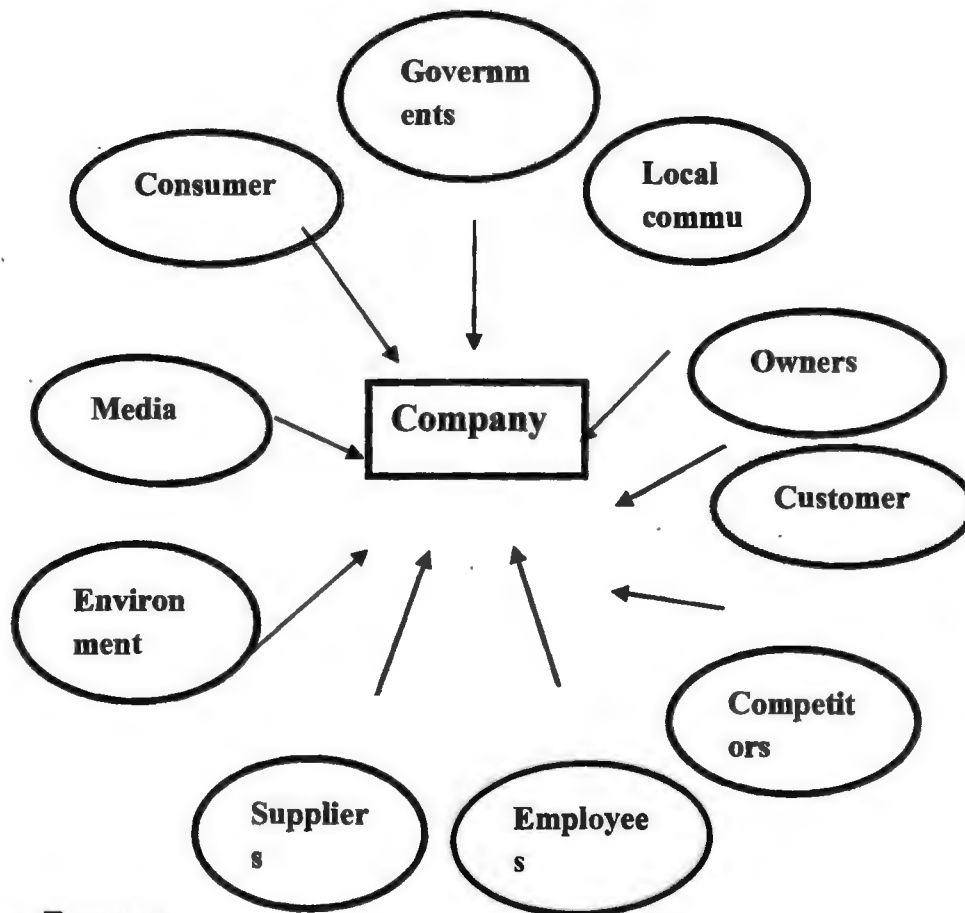 Governm
ents
Consumer
Local
commu
Owners
Media
Company
Customer
Environ
ment
Competit
ors
Supplier
s
Employee
s